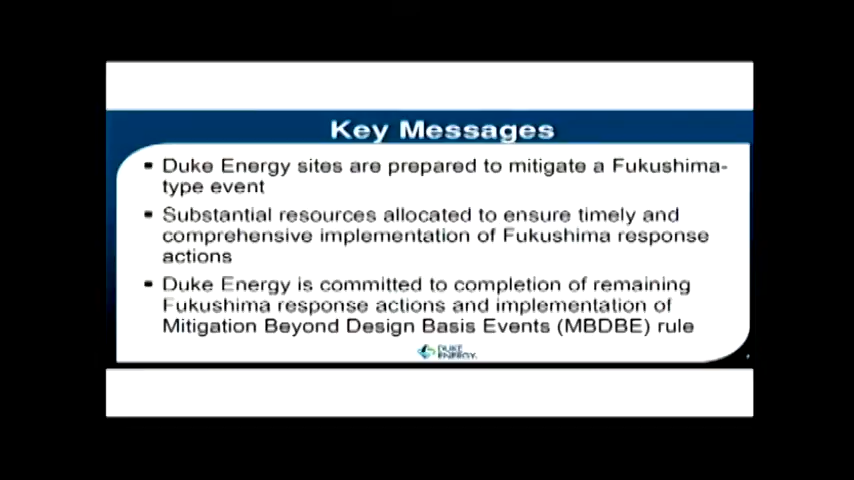 Key Messages
Duke Energy sites are prepared to mitigate a Fukushima-
type event
Substantial resources allocated to ensure timely and
comprehensive implementation of Fukushima response
actions
Duke Energy is committed to completion of remaining
Fukushima response actions and implementation of
Mitigation Beyond Design Basis Events (MBDBE) rule
DUKE
ENERGY.